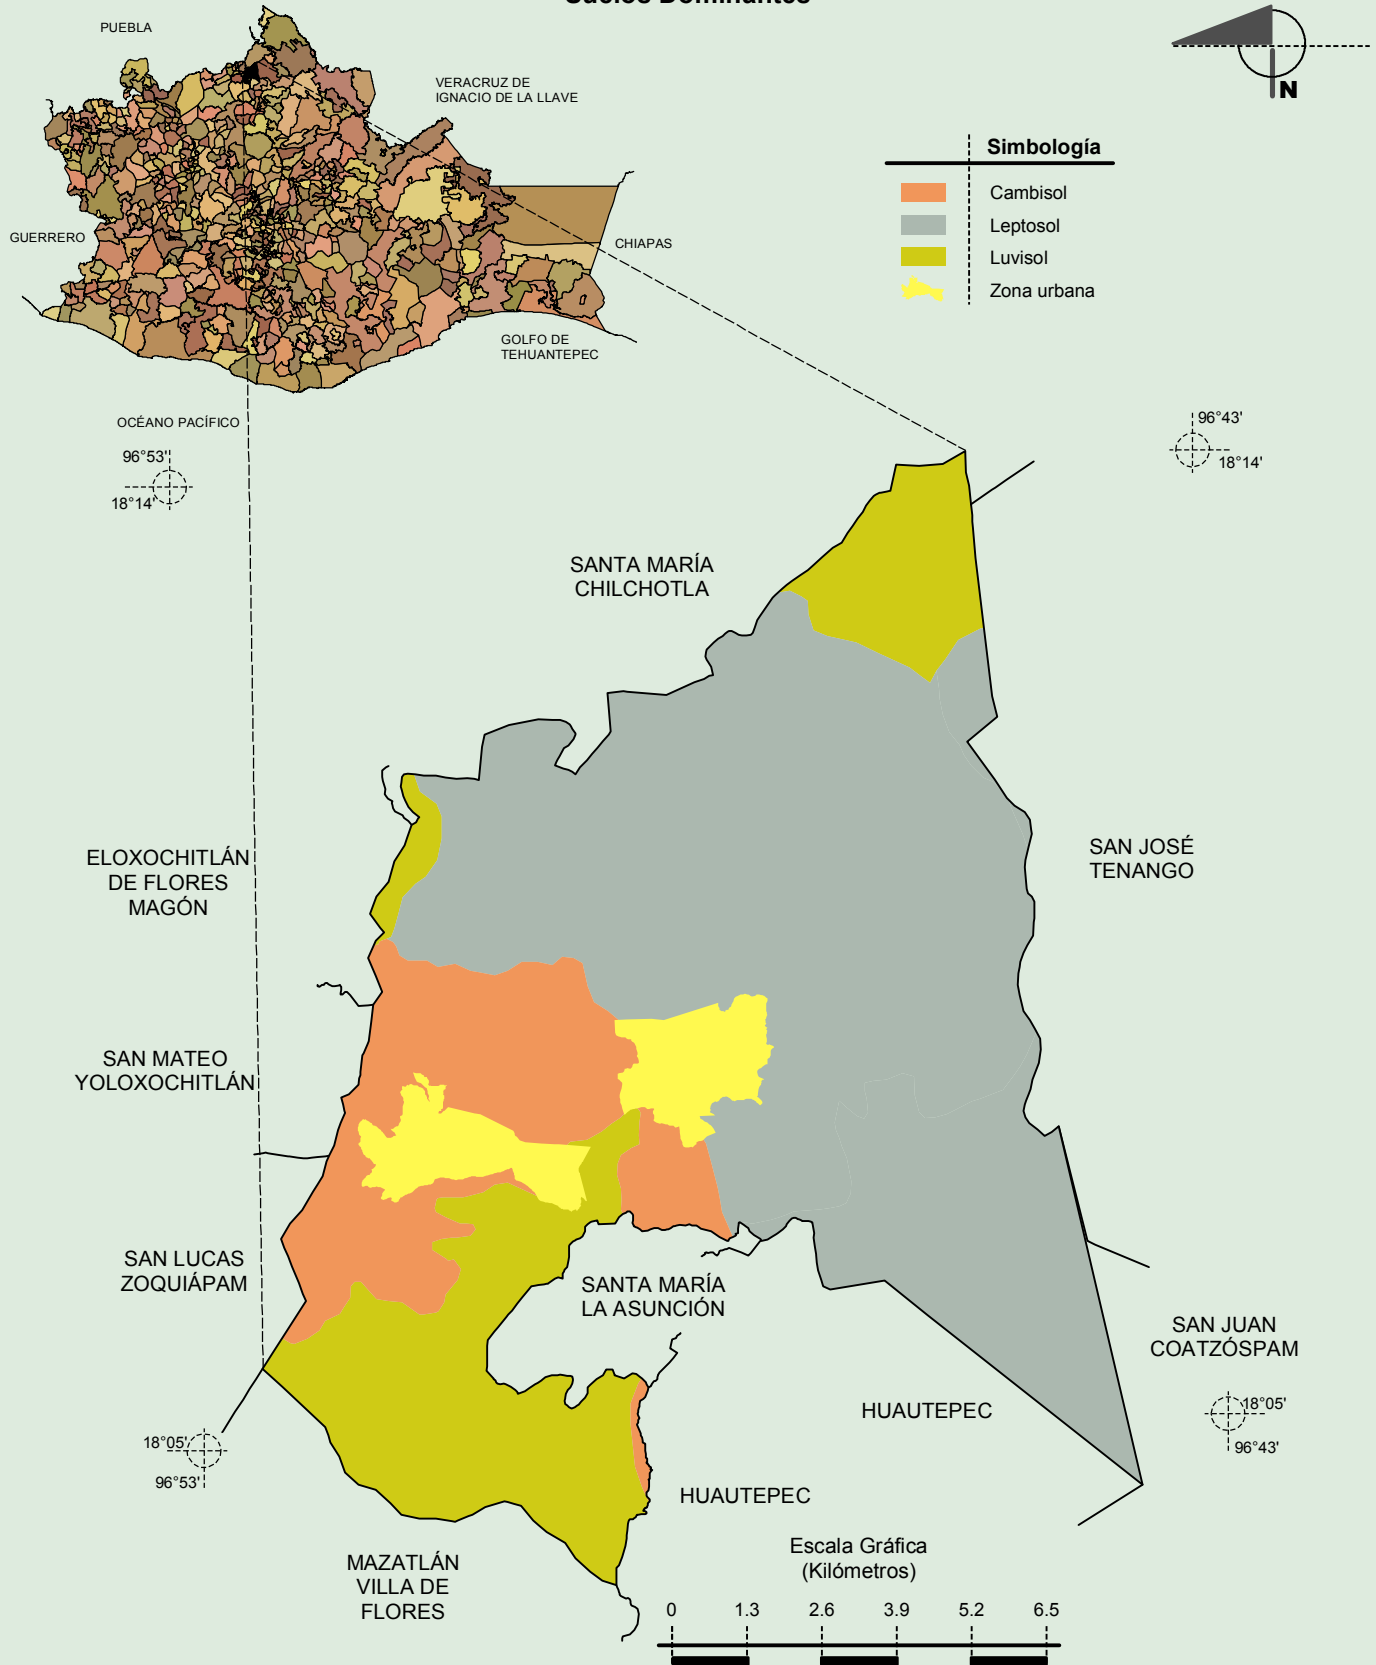 Suelos Dominantes
PUEBLA
VERACRUZ DE
IGNACIO DE LA LLAVE
GUERRERO
CHIAPAS
GOLFO DE
TEHUANTEPEC
OCÉANO PACÍFICO
N
Simbología
Cambisol
Leptosol
Luvisol
Zona urbana
96°53'
18°14'
96°43'
18°14'
SANTA MARÍA
CHILCHOTLA
ELOXOCHITLÁN
DE FLORES
MAGÓN
SAN JOSÉ
TENANGO
SAN MATEO
YOLOXOCHITLÁN
SAN LUCAS
ZOQUIÁPAM
SANTA MARÍA
LA ASUNCIÓN
SAN JUAN
COATZÓSPAM
HUAUTEPEC
18°05'
96°43'
18°05'
96°53'
HUAUTEPEC
MAZATLÁN
VILLA DE
FLORES
Escala Gráfica
(Kilómetros)
0 1.3 2.6 3.9 5.2 6.5